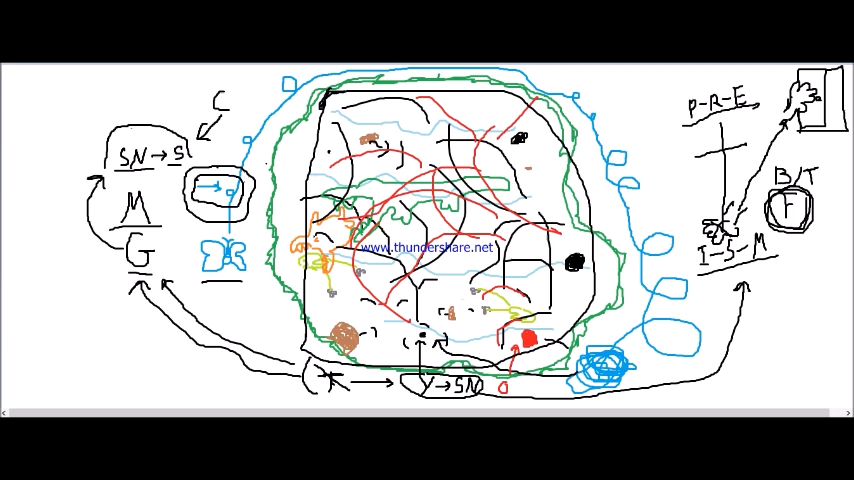 C
SN→S
M
G
www.thundershare.net
P-R-E
B/T
F
I-S-M
Y→SN
O